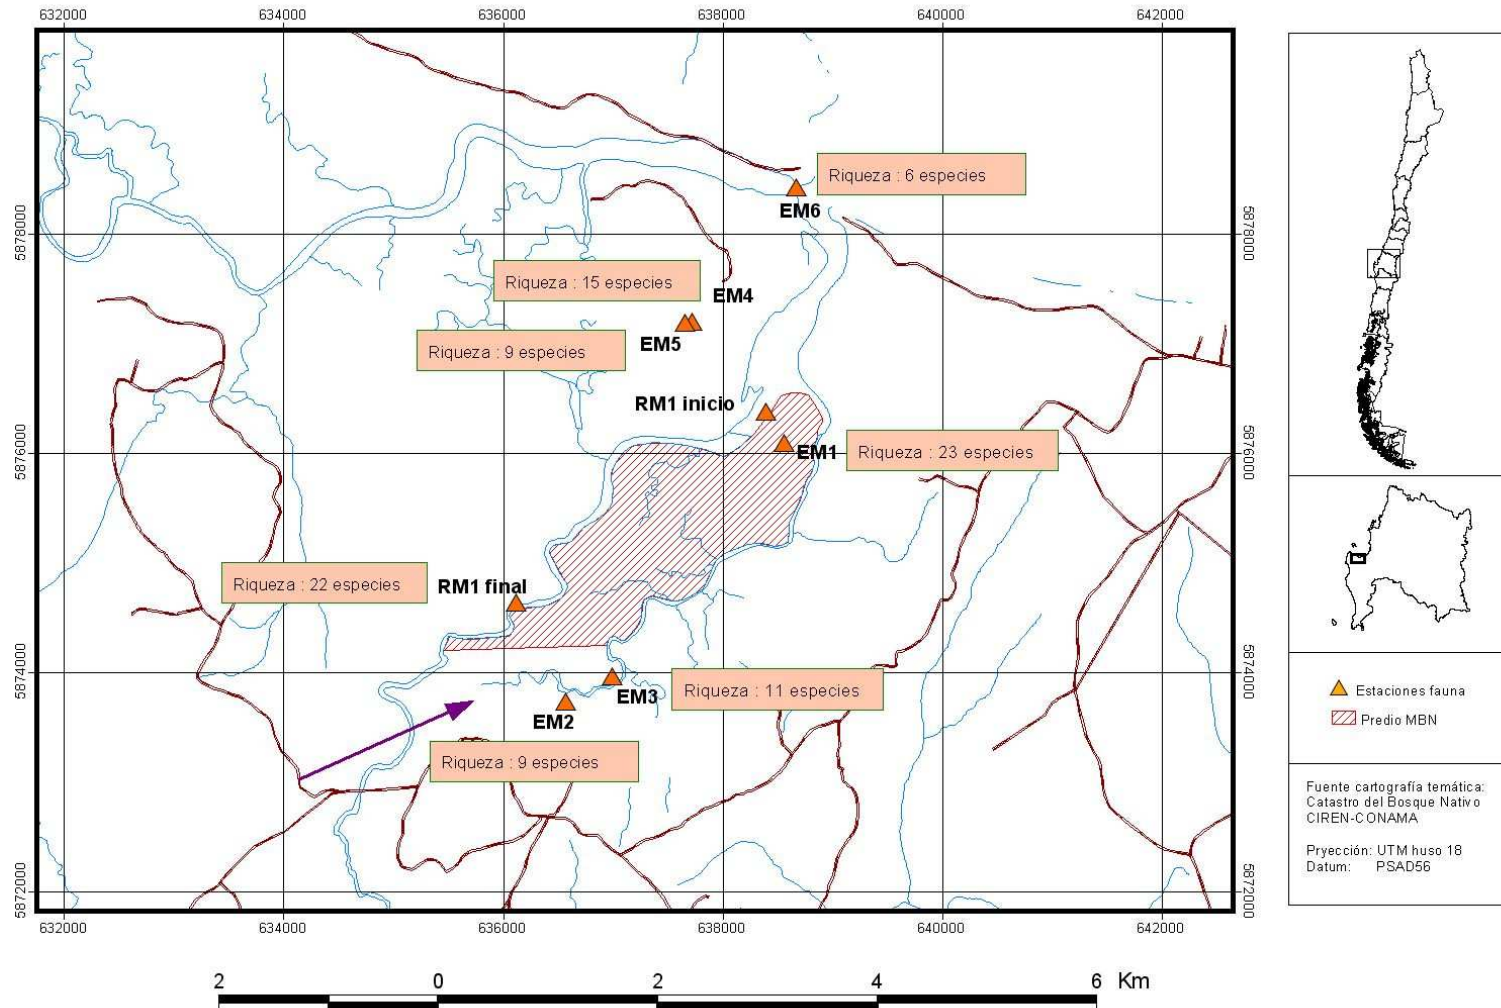 632000
634000
636000
638000
640000
642000
Riqueza : 6 especies
EM6
5878000
5878000
Riqueza : 15 especies
EM4
EM5
Riqueza : 9 especies
RM1 inicio
5876000
EM1
Riqueza : 23 especies
5876000
Riqueza : 22 especies
RM1 final
5874000
EM3
Riqueza : 11 especies
5874000
EM2
Riqueza : 9 especies
5872000
5872000
632000
634000
636000
638000
640000
642000
2
0
2
4
6
Km
Estaciones fauna
Predio MBN
Fuente cartografía temática:
Catastro del Bosque Nativo
CIREN-CONAMA
Pryección: UTM huso 18
Datum: PSAD56